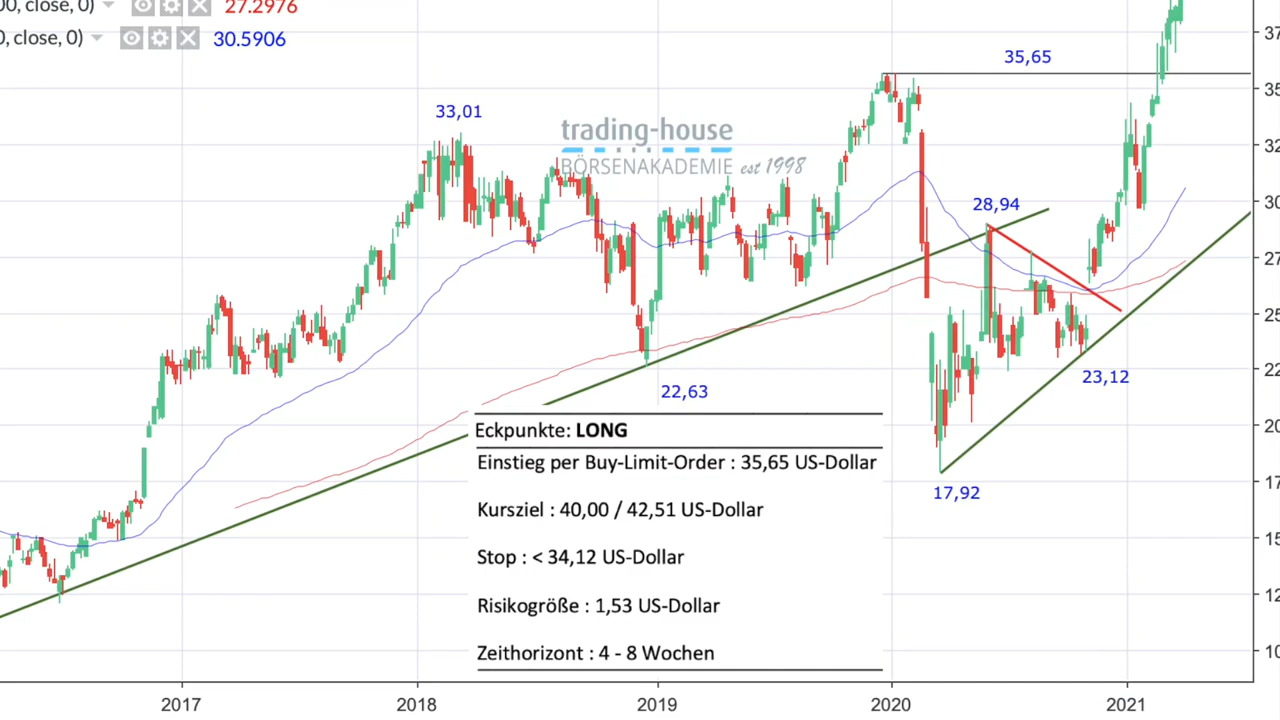 00, close, 0) 27.2976
0, close, 0) 30.5906
37
35,65
35
33,01
trading-house
BÖRSENAKADEMIE est 1998
32
28,94
30
27
25
23,12
22
22,63
Eckpunkte: LONG
20
Einstieg per Buy-Limit-Order : 35,65 US-Dollar
17
17,92
Kursziel : 40,00 / 42,51 US-Dollar
15
Stop : < 34,12 US-Dollar
12
Risikogröße : 1,53 US-Dollar
10
Zeithorizont : 4 - 8 Wochen
2017 2018 2019 2020 2021